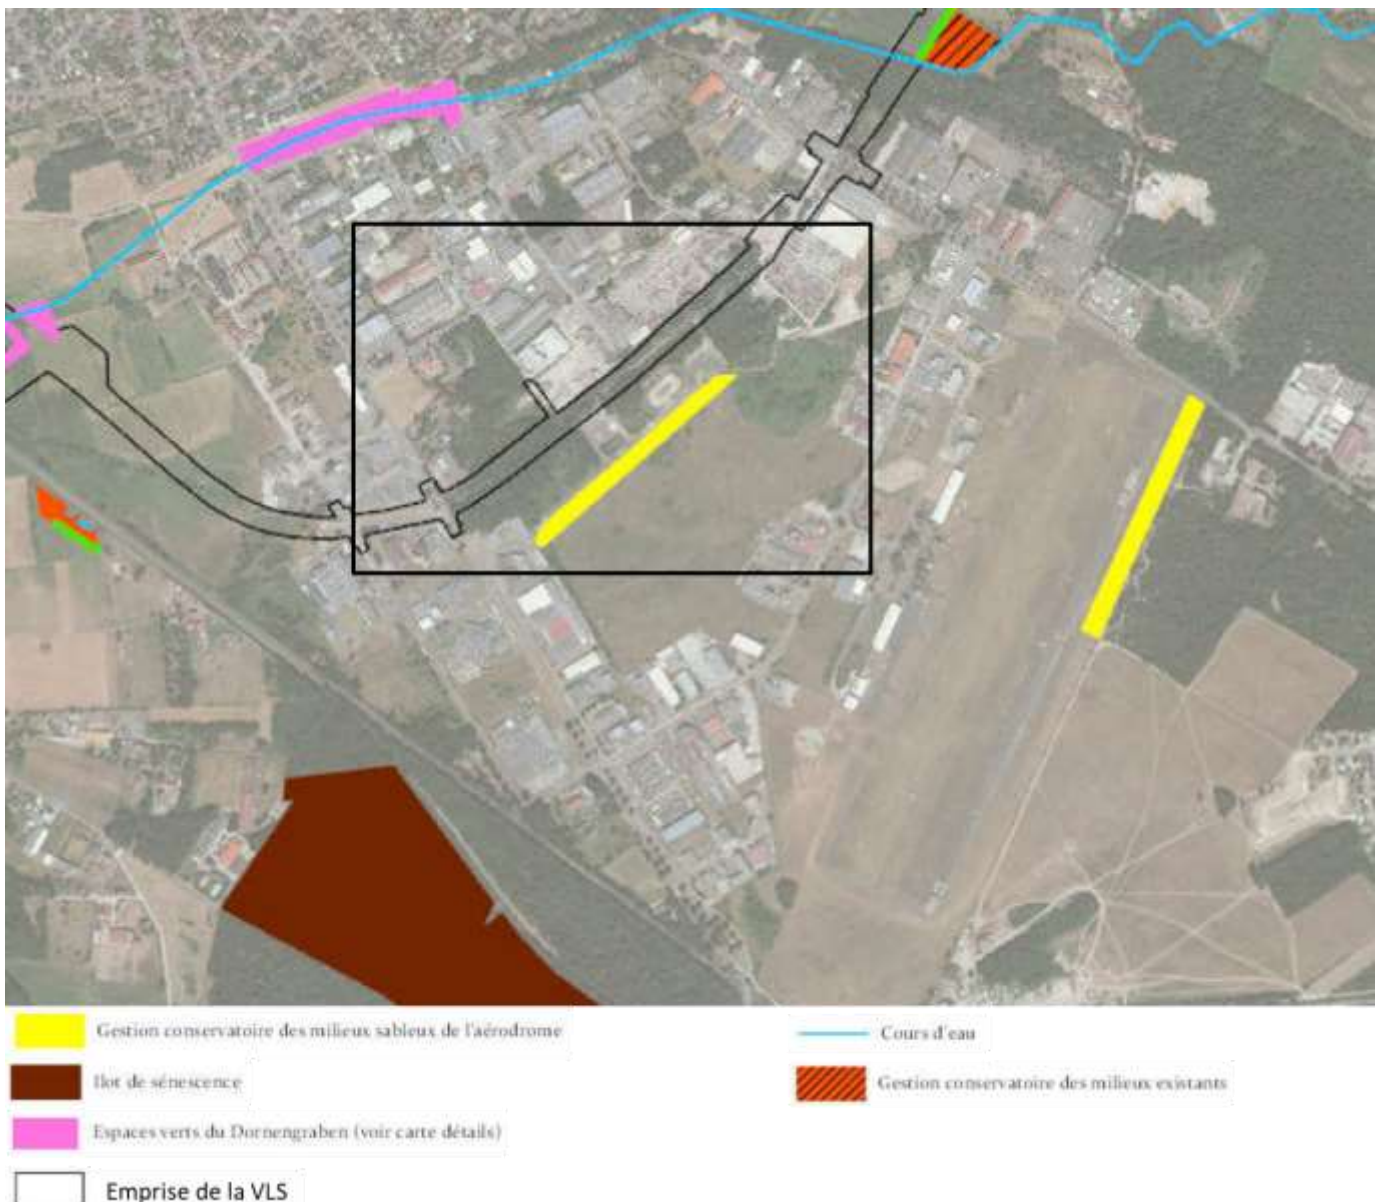 Gestion conservatoire des milieux sableux de l'aérodrome
Ilot de sénescence
Espaces verts du Dornengraben (voir carte détails)
Emprise de la VLS
Cours d'eau
Gestion conservatoire des milieux existants